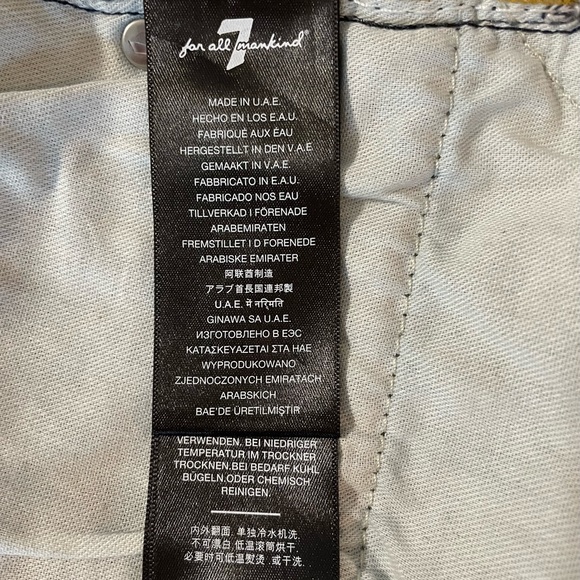 for all 7 mankind®
MADE IN U.A.E.
HECHO EN LOS E.A.U.
FABRIQUÉ AUX ÉAU
HERGESTELLT IN DEN V.A.E
GEMAAKT IN V.A.E.
FABBRICATO IN E.A.U.
FABRICADO NOS EAU
TILLVERKAD I FÖRENADE
ARABEMIRATEN
FREMSTILLET I D FORENEDE
ARABISKE EMIRATER
阿联酋制造
アラブ首長国連邦製
U.A.E. में नरि्मति
GINAWA SA U.A.E.
ИЗГОТОВЛЕНО В ЕЭС
ΚΑΤΑΣΚΕΥΑΖΕΤΑΙ ΣΤΑ ΗΑΕ
WYPRODUKOWANO
ZJEDNOCZONYCH EMIRATACH
ARABSKICH
BAE'DE ÜRETILMIŞTIR
VERWENDEN. BEI NIEDRIGER
TEMPERATUR IM TROCKNER
TROCKNEN.BEI BEDARF KÜHL
BÜGELN.ODER CHEMISCH
REINIGEN.
内外翻面. 单独冷水机洗.
不可漂白.低温滚筒烘干.
必要时可低温熨烫. 或干洗.